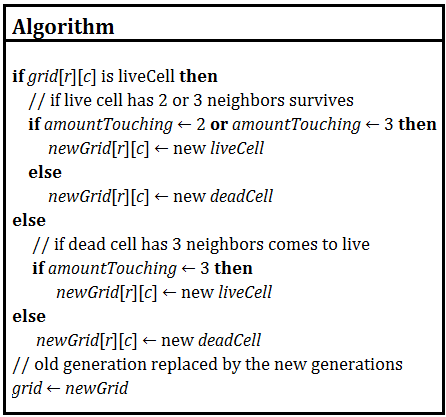 Algorithm
if grid[r][c] is liveCell then
// if live cell has 2 or 3 neighbors survives
if amountTouching ← 2 or amountTouching ← 3 then
newGrid[r][c] ← new liveCell
else
newGrid[r][c] ← new deadCell
else
// if dead cell has 3 neighbors comes to live
if amountTouching ← 3 then
newGrid[r][c] ← new liveCell
else
newGrid[r][c] ← new deadCell
// old generation replaced by the new generations
grid ← newGrid